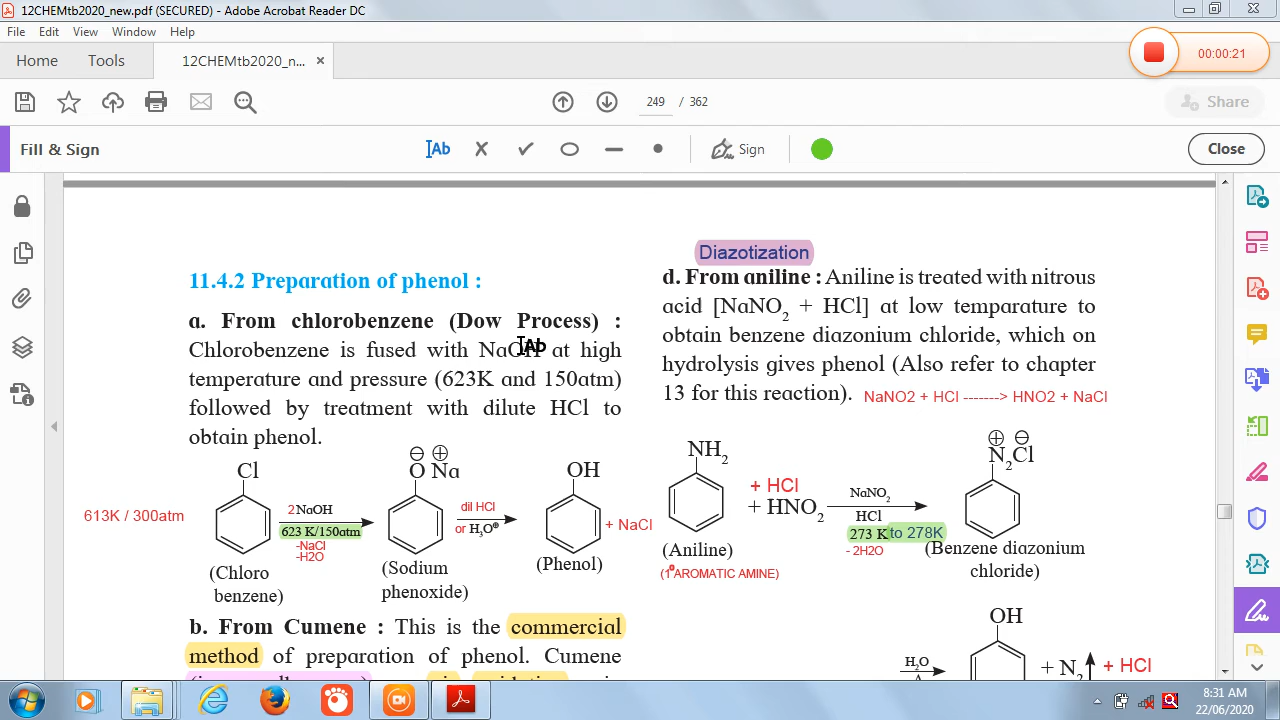 12CHEMtb2020_new.pdf (SECURED) - Adobe Acrobat Reader DC
File Edit View Window Help
Home Tools 12CHEMtb2020_n... ×
00:00:21
249 / 362
Share
Fill & Sign
Ab
Sign
Close
11.4.2 Preparation of phenol :
a. From chlorobenzene (Dow Process) :
Chlorobenzene is fused with NaOH at high
temperature and pressure (623K and 150atm)
followed by treatment with dilute HCl to
obtain phenol.
Cl
⊖ ⊕
O Na
OH
613K / 300atm
2NaOH
623 K/150atm
-NaCl
-H2O
dil HCl
or H3O⊕
+ NaCl
(Chloro
benzene)
(Sodium
phenoxide)
(Phenol)
b. From Cumene : This is the commercial
method of preparation of phenol. Cumene
Diazotization
d. From aniline : Aniline is treated with nitrous
acid [NaNO2 + HCl] at low temparature to
obtain benzene diazonium chloride, which on
hydrolysis gives phenol (Also refer to chapter
13 for this reaction). NaNO2 + HCl -------> HNO2 + NaCl
NH2
⊕ ⊖
N2Cl
+ HCl
+ HNO2
NaNO2
HCl
273 K to 278K
- 2H2O
(Aniline)
(1⁰ AROMATIC AMINE)
(Benzene diazonium
chloride)
OH
H2O
+ N2 + HCl
8:31 AM
22/06/2020